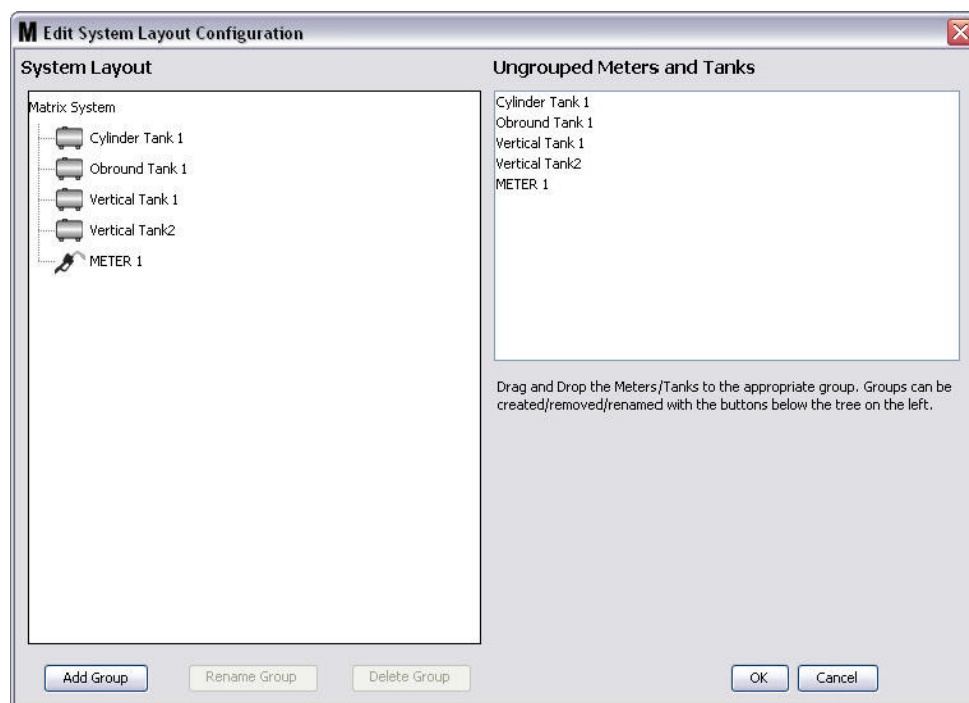 M Edit System Layout Configuration
System Layout
Matrix System
Cylinder Tank 1
Obround Tank 1
Vertical Tank 1
Vertical Tank2
METER 1
Ungrouped Meters and Tanks
Cylinder Tank 1
Obround Tank 1
Vertical Tank 1
Vertical Tank2
METER 1
Drag and Drop the Meters/Tanks to the appropriate group. Groups can be
created/removed/renamed with the buttons below the tree on the left.
Add Group
Rename Group
Delete Group
OK
Cancel